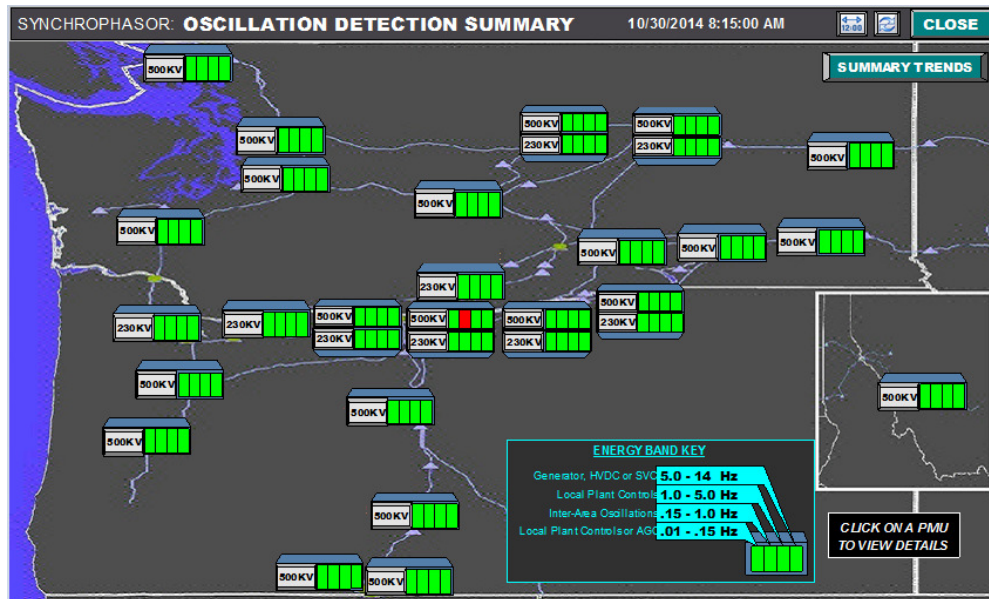 SYNCHROPHASOR: OSCILLATION DETECTION SUMMARY 10/30/2014 8:15:00 AM 12:00 CLOSE
SUMMARY TRENDS
500KV
500KV
230KV
500KV
230KV
500KV
500KV
500KV
500KV
500KV
500KV
500KV
500KV
500KV
230KV
500KV
230KV
230KV
230KV
500KV
230KV
500KV
230KV
500KV
230KV
500KV
500KV
500KV
500KV
500KV
500KV
500KV
ENERGY BAND KEY
Generator, HVDC or SVC 5.0 - 14 Hz
Local Plant Controls 1.0 - 5.0 Hz
Inter-Area Oscillations .15 - 1.0 Hz
Local Plant Controls or AGC .01 - .15 Hz
CLICK ON A PMU
TO VIEW DETAILS